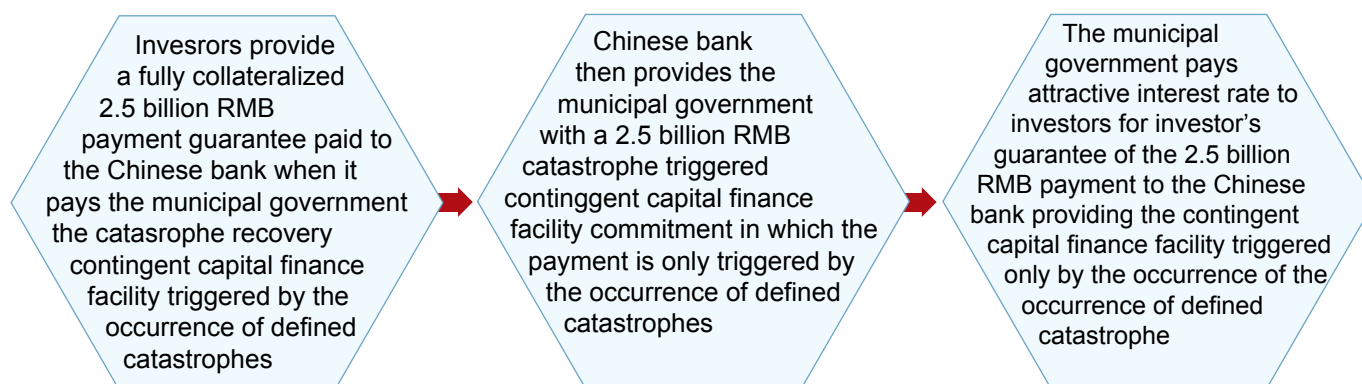 Invesrors provide
a fully collateralized
2.5 billion RMB
payment guarantee paid to
the Chinese bank when it
pays the municipal government
the catasrophe recovery
contingent capital finance
facility triggered by the
occurrence of defined
catastrophes
Chinese bank
then provides the
municipal government
with a 2.5 billion RMB
catastrophe triggered
continggent capital finance
facility commitment in which the
payment is only triggered by
the occurrence of defined
catastrophes
The municipal
government pays
attractive interest rate to
investors for investor’s
guarantee of the 2.5 billion
RMB payment to the Chinese
bank providing the contingent
capital finance facility triggered
only by the occurrence of the
occurrence of defined
catastrophe